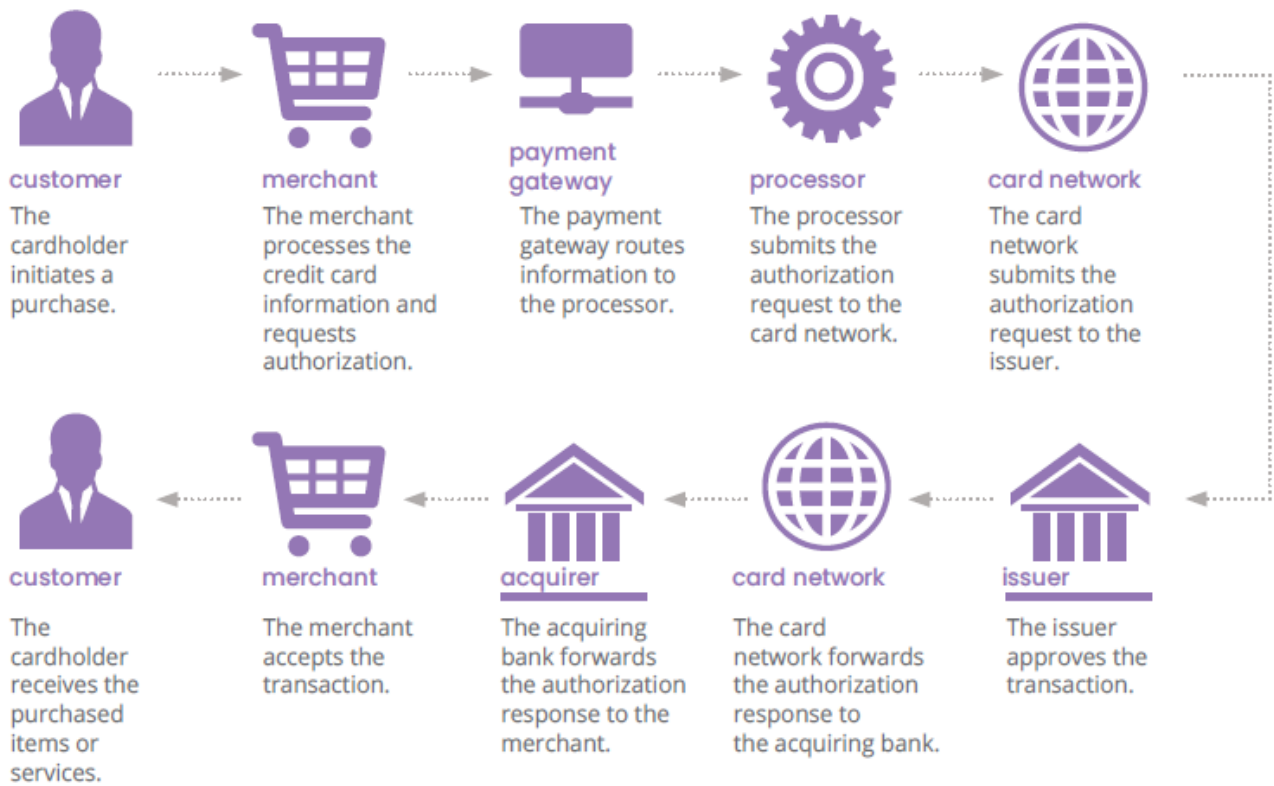 customer
The
cardholder
initiates a
purchase.
merchant
The merchant
processes the
credit card
information and
requests
authorization.
payment
gateway
The payment
gateway routes
information to
the processor.
processor
The processor
submits the
authorization
request to the
card network.
card network
The card
network
submits the
authorization
request to the
issuer.
customer
The
cardholder
receives the
purchased
items or
services.
merchant
The merchant
accepts the
transaction.
acquirer
The acquiring
bank forwards
the authorization
response to the
merchant.
card network
The card
network forwards
the authorization
response to
the acquiring bank.
issuer
The issuer
approves the
transaction.